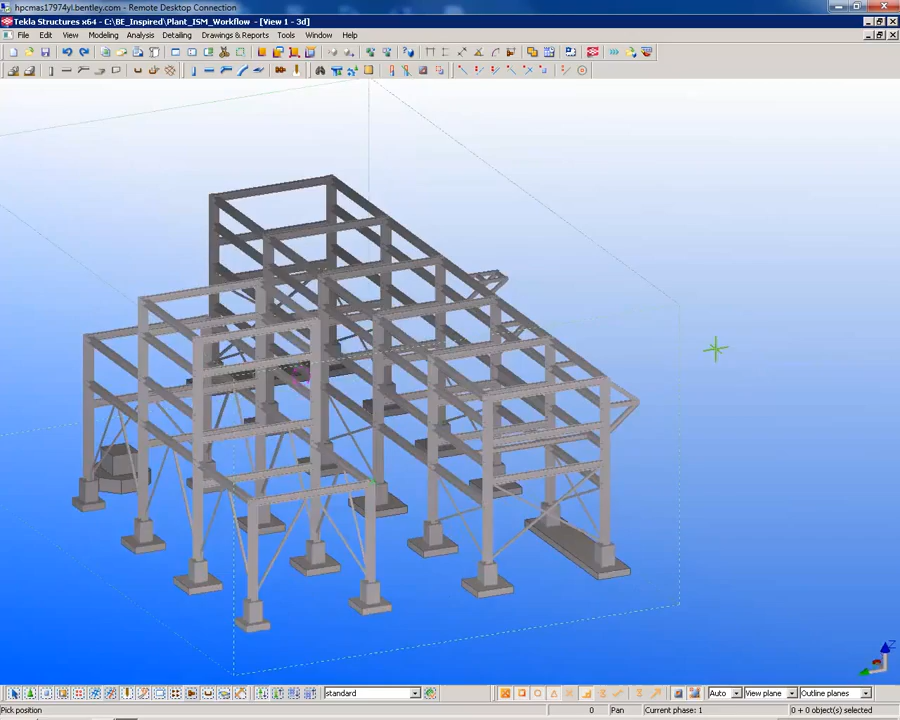 hpcmas17974yl.bentley.com - Remote Desktop Connection
Tekla Structures x64 - C:\BE_Inspired\Plant_ISM_Workflow - [View 1 - 3d]
File Edit View Modeling Analysis Detailing Drawings & Reports Tools Window Help
Z
standard Auto View plane Outline planes
Pick position 0 Pan Current phase: 1 0 + 0 object(s) selected